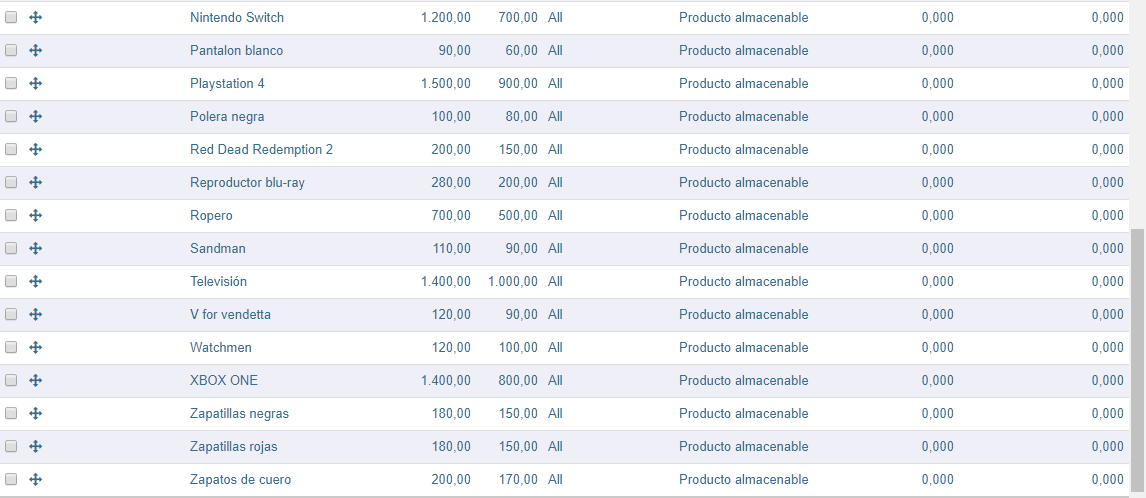 Nintendo Switch 1.200,00 700,00 All Producto almacenable 0,000 0,000
Pantalon blanco 90,00 60,00 All Producto almacenable 0,000 0,000
Playstation 4 1.500,00 900,00 All Producto almacenable 0,000 0,000
Polera negra 100,00 80,00 All Producto almacenable 0,000 0,000
Red Dead Redemption 2 200,00 150,00 All Producto almacenable 0,000 0,000
Reproductor blu-ray 280,00 200,00 All Producto almacenable 0,000 0,000
Ropero 700,00 500,00 All Producto almacenable 0,000 0,000
Sandman 110,00 90,00 All Producto almacenable 0,000 0,000
Televisión 1.400,00 1.000,00 All Producto almacenable 0,000 0,000
V for vendetta 120,00 90,00 All Producto almacenable 0,000 0,000
Watchmen 120,00 100,00 All Producto almacenable 0,000 0,000
XBOX ONE 1.400,00 800,00 All Producto almacenable 0,000 0,000
Zapatillas negras 180,00 150,00 All Producto almacenable 0,000 0,000
Zapatillas rojas 180,00 150,00 All Producto almacenable 0,000 0,000
Zapatos de cuero 200,00 170,00 All Producto almacenable 0,000 0,000